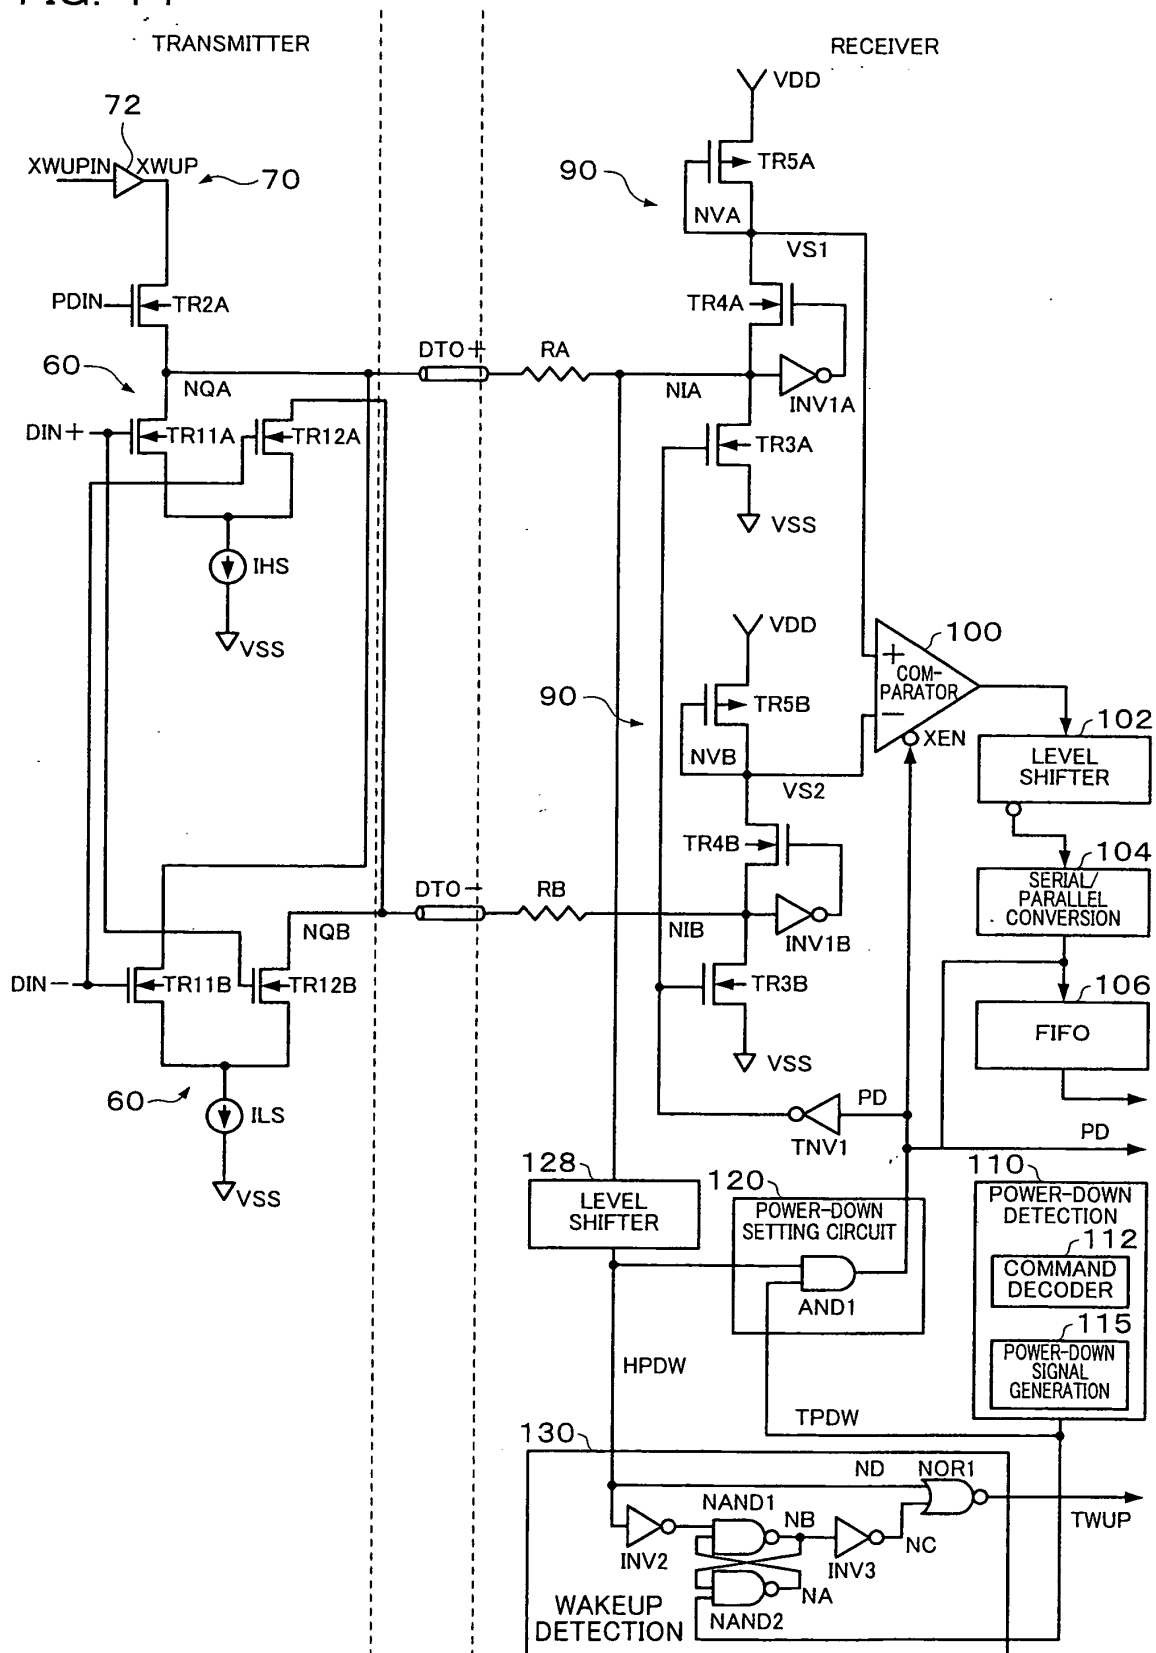 TRANSMITTER
RECEIVER
VDD
72
XWUPIN
XWUP
70
90
TR5A
NVA
VS1
PDIN
TR2A
TR4A
60
NQA
DTO+
RA
NIA
INV1A
DIN+
TR11A
TR12A
TR3A
VSS
IHS
VSS
VDD
100
+
COM-
PARATOR
−
XEN
90
TR5B
NVB
VS2
102
LEVEL
SHIFTER
TR4B
104
SERIAL/
PARALLEL
CONVERSION
DTO−
RB
NQB
NIB
INV1B
DIN−
TR11B
TR12B
TR3B
106
FIFO
VSS
60
ILS
VSS
PD
TNV1
PD
128
LEVEL
SHIFTER
120
POWER-DOWN
SETTING CIRCUIT
AND1
110
POWER-DOWN
DETECTION
112
COMMAND
DECODER
115
POWER-DOWN
SIGNAL
GENERATION
HPDW
TPDW
130
ND
NOR1
NAND1
NB
TWUP
INV2
INV3
NC
NA
NAND2
WAKEUP
DETECTION